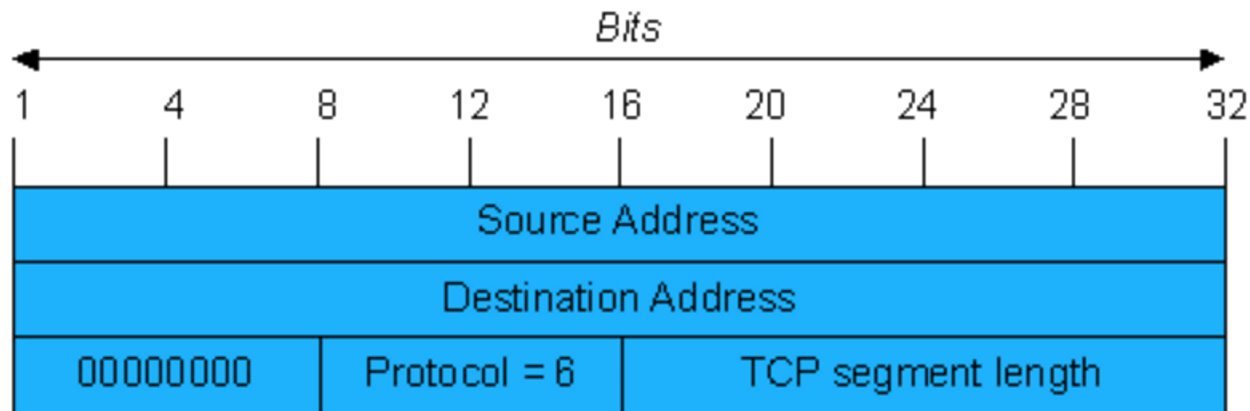 Bits
1 4 8 12 16 20 24 28 32
Source Address
Destination Address
00000000 Protocol = 6 TCP segment length